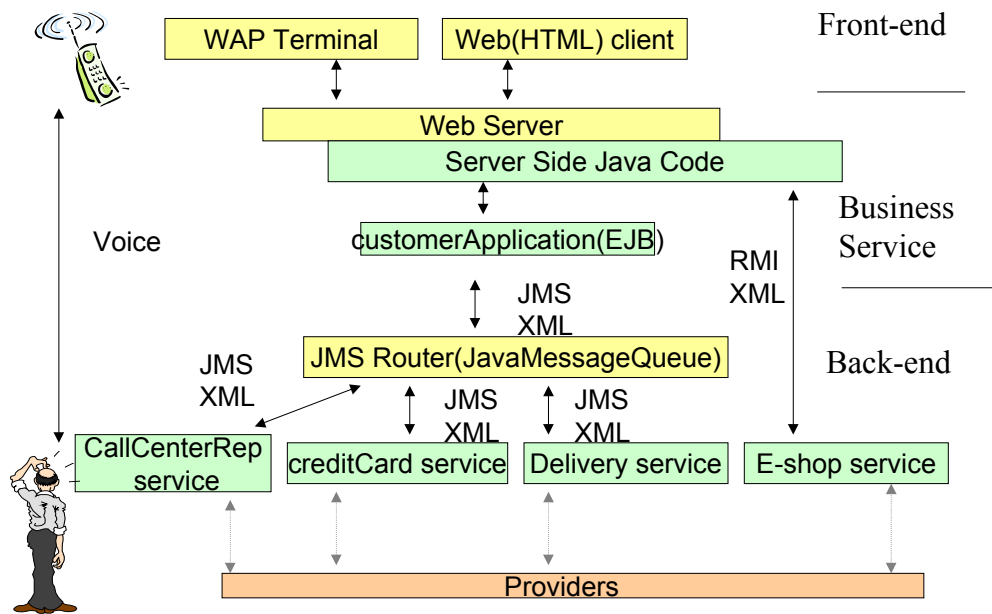 WAP Terminal
Web(HTML) client
Front-end
Web Server
Server Side Java Code
Business
Service
Voice
customerApplication(EJB)
RMI
XML
JMS
XML
JMS Router(JavaMessageQueue)
Back-end
JMS
XML
JMS
XML
JMS
XML
CallCenterRep
service
creditCard service
Delivery service
E-shop service
Providers